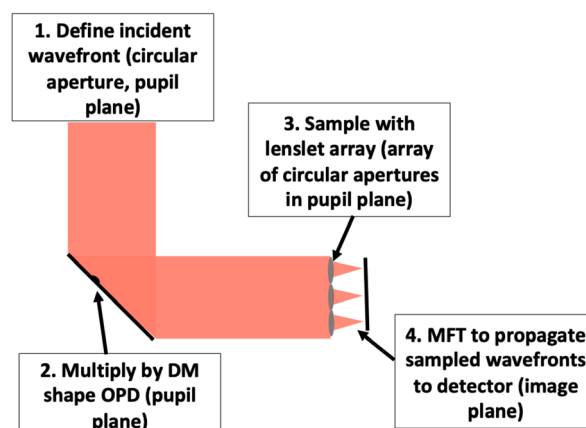 1. Define incident
wavefront (circular
aperture, pupil
plane)
3. Sample with
lenslet array (array
of circular apertures
in pupil plane)
2. Multiply by DM
shape OPD (pupil
plane)
4. MFT to propagate
sampled wavefronts
to detector (image
plane)